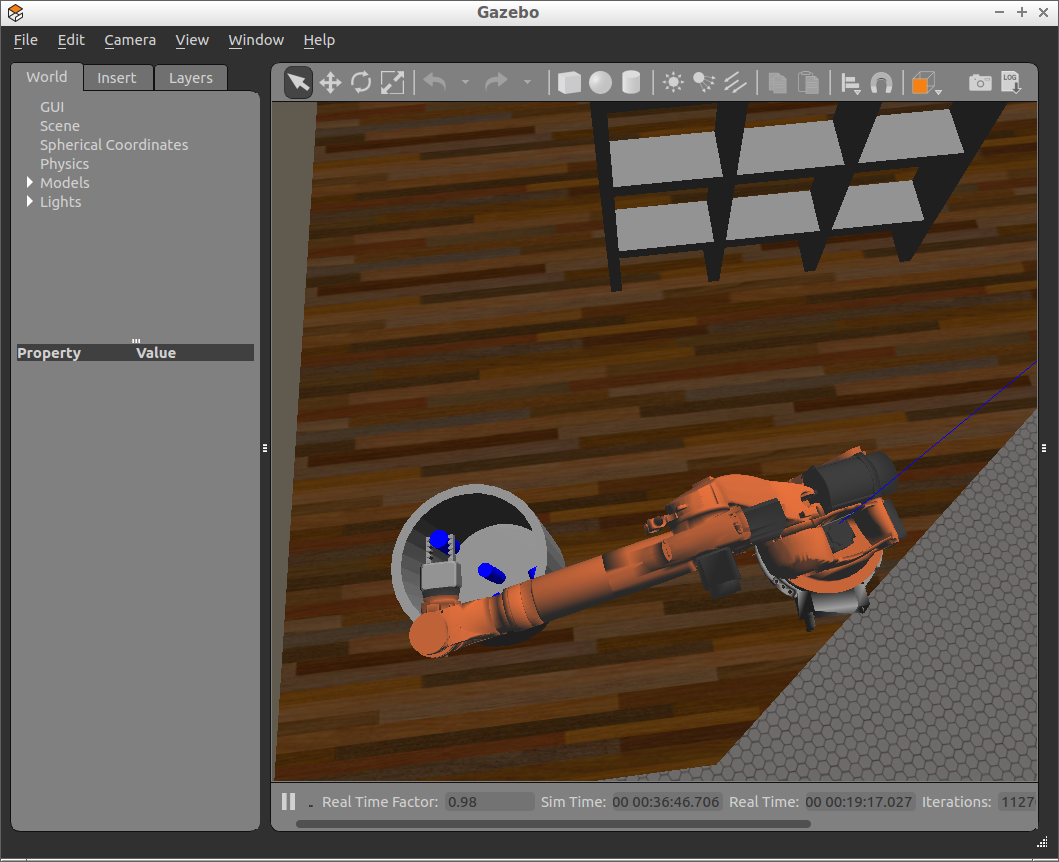 Gazebo
File Edit Camera View Window Help
World Insert Layers
LOG
GUI
Scene
Spherical Coordinates
Physics
Models
Lights
Property Value
Real Time Factor: 0.98 Sim Time: 00 00:36:46.706 Real Time: 00 00:19:17.027 Iterations: 1127